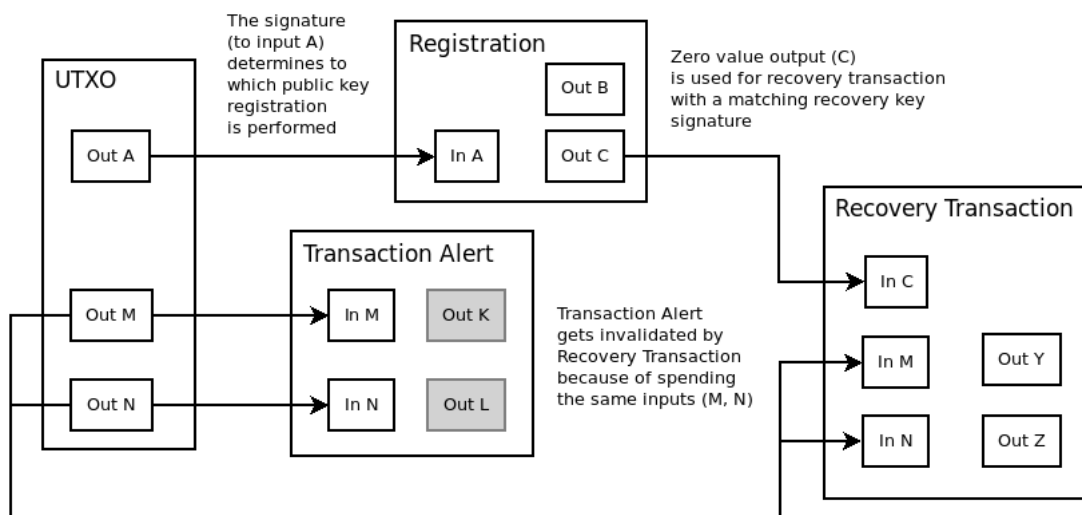 The signature
(to input A)
determines to
which public key
registration
is performed
UTXO
Out A
Out M
Out N
Registration
Out B
In A
Out C
Zero value output (C)
is used for recovery transaction
with a matching recovery key
signature
Transaction Alert
In M
Out K
In N
Out L
Transaction Alert
gets invalidated by
Recovery Transaction
because of spending
the same inputs (M, N)
Recovery Transaction
In C
In M
Out Y
In N
Out Z